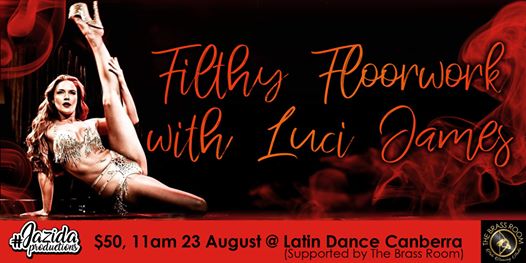 Filthy Floorwork
with Luci James
#Jazida
productions
$50, 11am 23 August @ Latin Dance Canberra
(Supported by The Brass Room)
THE BRASS ROOM